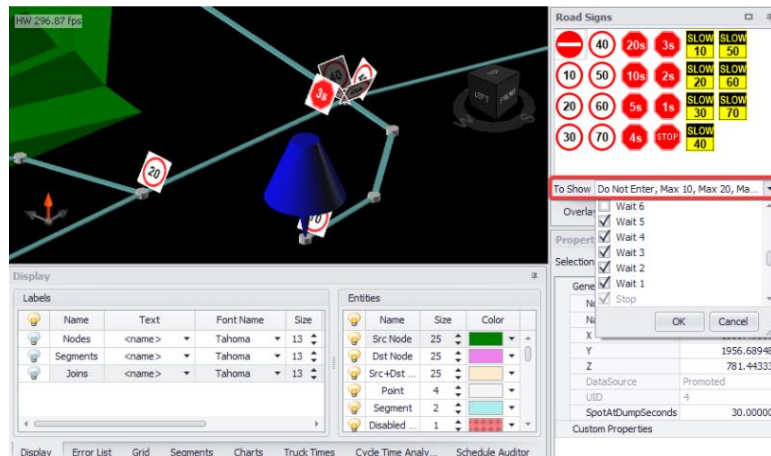 HW 296.87 fps
40
3s
20
70
UP
LEFT
FRONT
W
S
Road Signs
40 20s 3s SLOW 10 SLOW 50
10 50 10s 2s SLOW 20 SLOW 60
20 60 5s 1s SLOW 30 SLOW 70
30 70 4s STOP SLOW 40
To Show Do Not Enter, Max 10, Max 20, Ma...
Overla
Wait 6
Wait 5
Wait 4
Wait 3
Wait 2
Wait 1
Stop
OK Cancel
Propert
Selection
Gene
Na
X
Y 1956.68948
Z 781.44333
DataSource Promoted
UID 4
SpotAtDumpSeconds 30.00000
Custom Properties
Display
Labels
Name Text Font Name Size
Nodes <name> Tahoma 13
Segments <name> Tahoma 13
Joins <name> Tahoma 13
Entities
Name Size Color
Src Node 25
Dst Node 25
Src+Dst ... 25
Point 4
Segment 2
Disabled ... 1
Display Error List Grid Segments Charts Truck Times Cycle Time Analy... Schedule Auditor